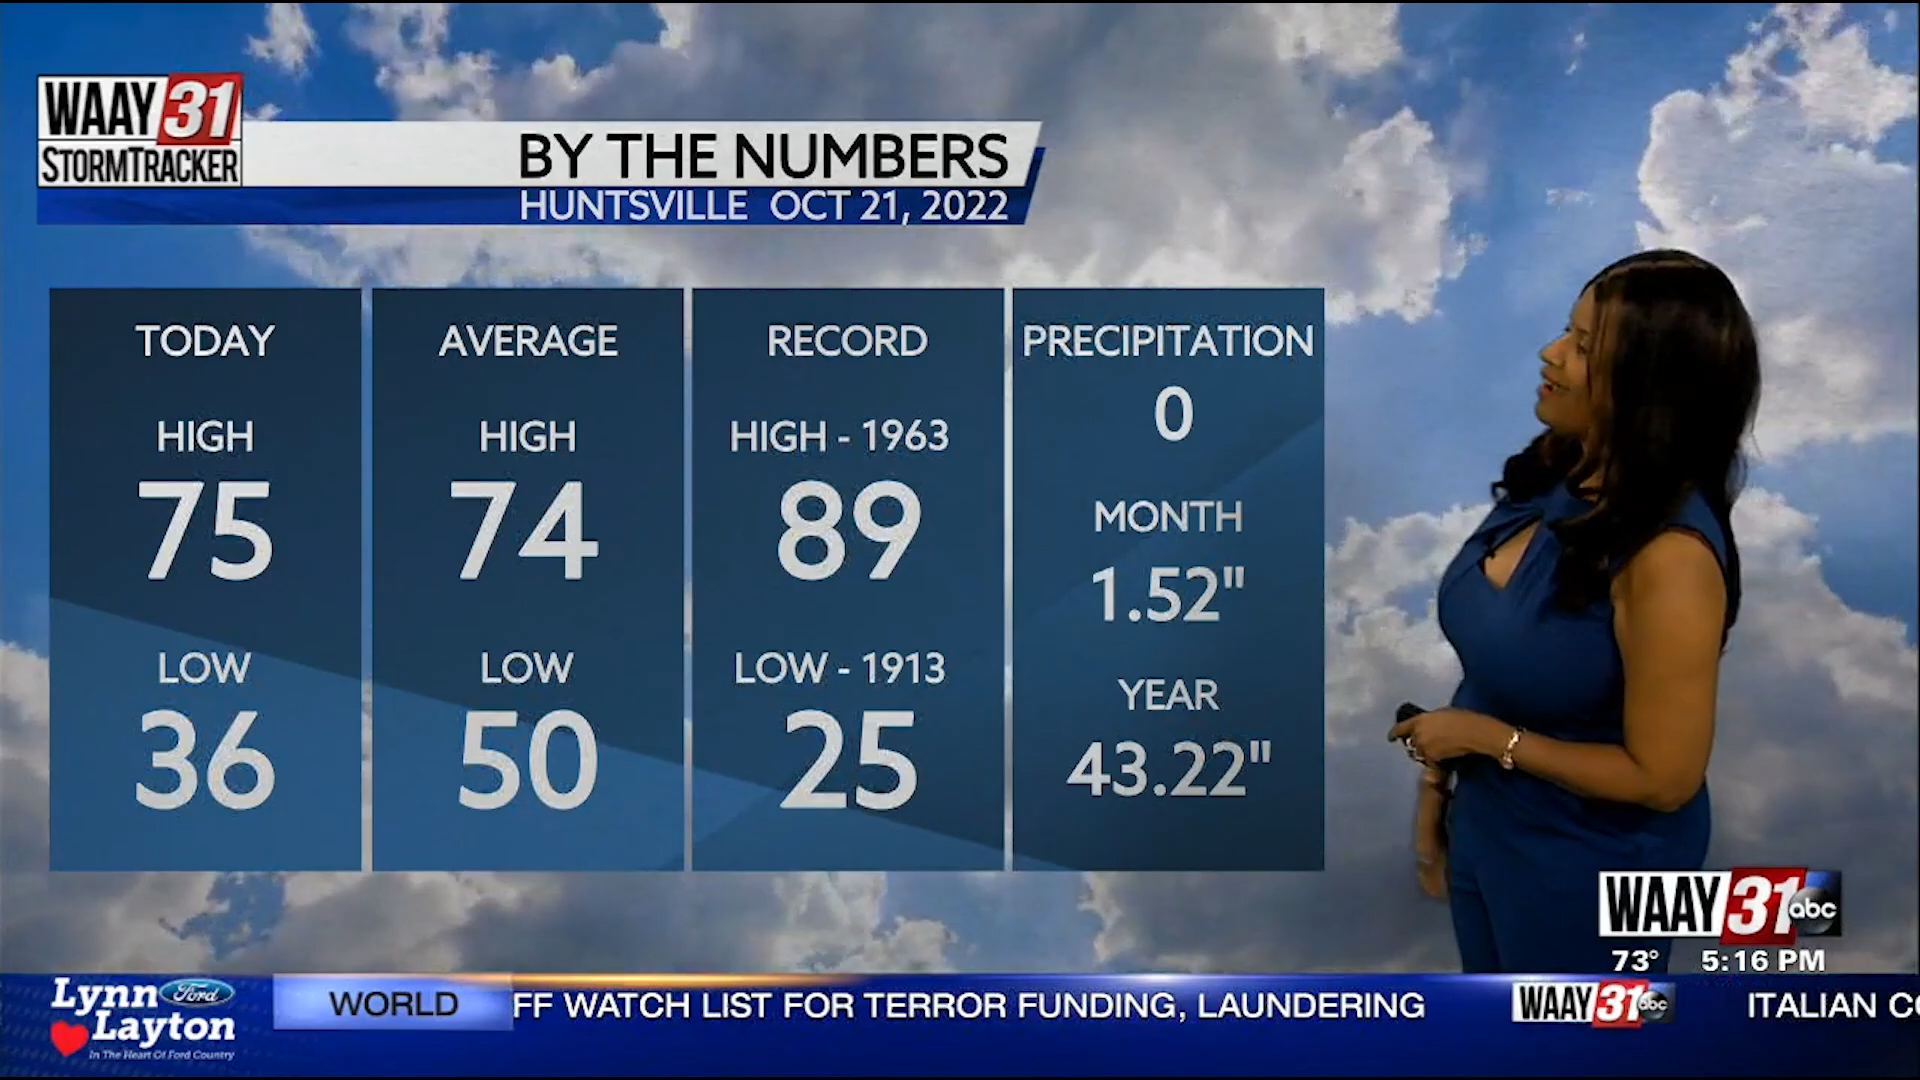 WAAY 31
STORMTRACKER
BY THE NUMBERS
HUNTSVILLE OCT 21, 2022
TODAY
HIGH
75
LOW
36
AVERAGE
HIGH
74
LOW
50
RECORD
HIGH - 1963
89
LOW - 1913
25
PRECIPITATION
0
MONTH
1.52"
YEAR
43.22"
WAAY 31 abc
73° 5:16 PM
Lynn Ford
Layton
In The Heart Of Ford Country
WORLD FF WATCH LIST FOR TERROR FUNDING, LAUNDERING WAAY 31 abc ITALIAN CO